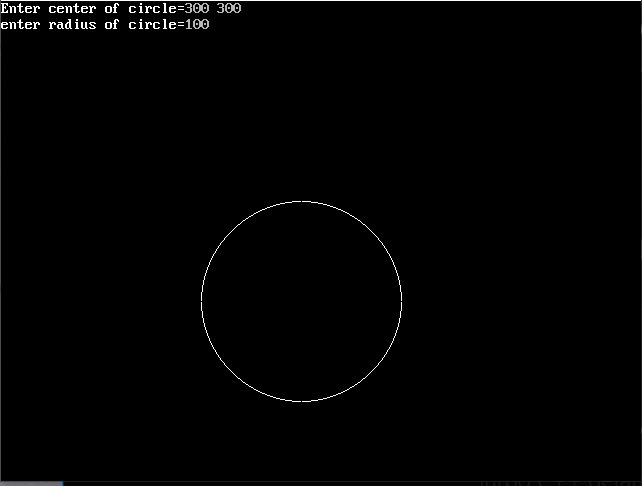 Enter center of circle=300 300
enter radius of circle=100